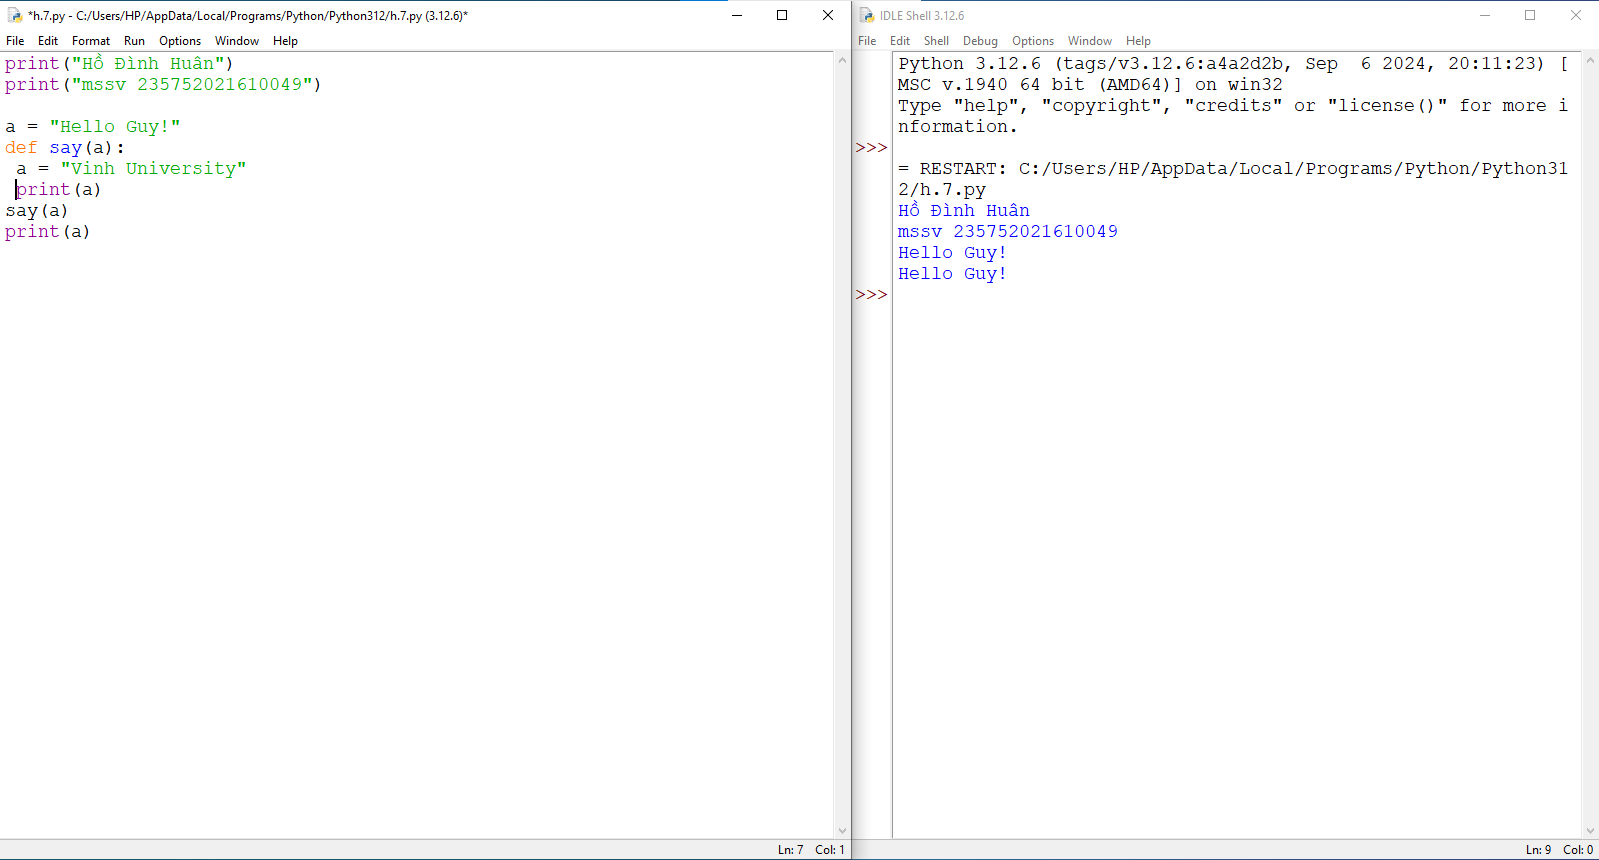 *h.7.py - C:/Users/HP/AppData/Local/Programs/Python/Python312/h.7.py (3.12.6)*
File Edit Format Run Options Window Help
print("Hồ Đình Huân")
print("mssv 235752021610049")

a = "Hello Guy!"
def say(a):
 a = "Vinh University"
 print(a)
say(a)
print(a)
Ln: 7 Col: 1
IDLE Shell 3.12.6
File Edit Shell Debug Options Window Help
Python 3.12.6 (tags/v3.12.6:a4a2d2b, Sep  6 2024, 20:11:23) [
MSC v.1940 64 bit (AMD64)] on win32
Type "help", "copyright", "credits" or "license()" for more i
nformation.
>>>
= RESTART: C:/Users/HP/AppData/Local/Programs/Python/Python31
2/h.7.py
Hồ Đình Huân
mssv 235752021610049
Hello Guy!
Hello Guy!
>>>
Ln: 9 Col: 0